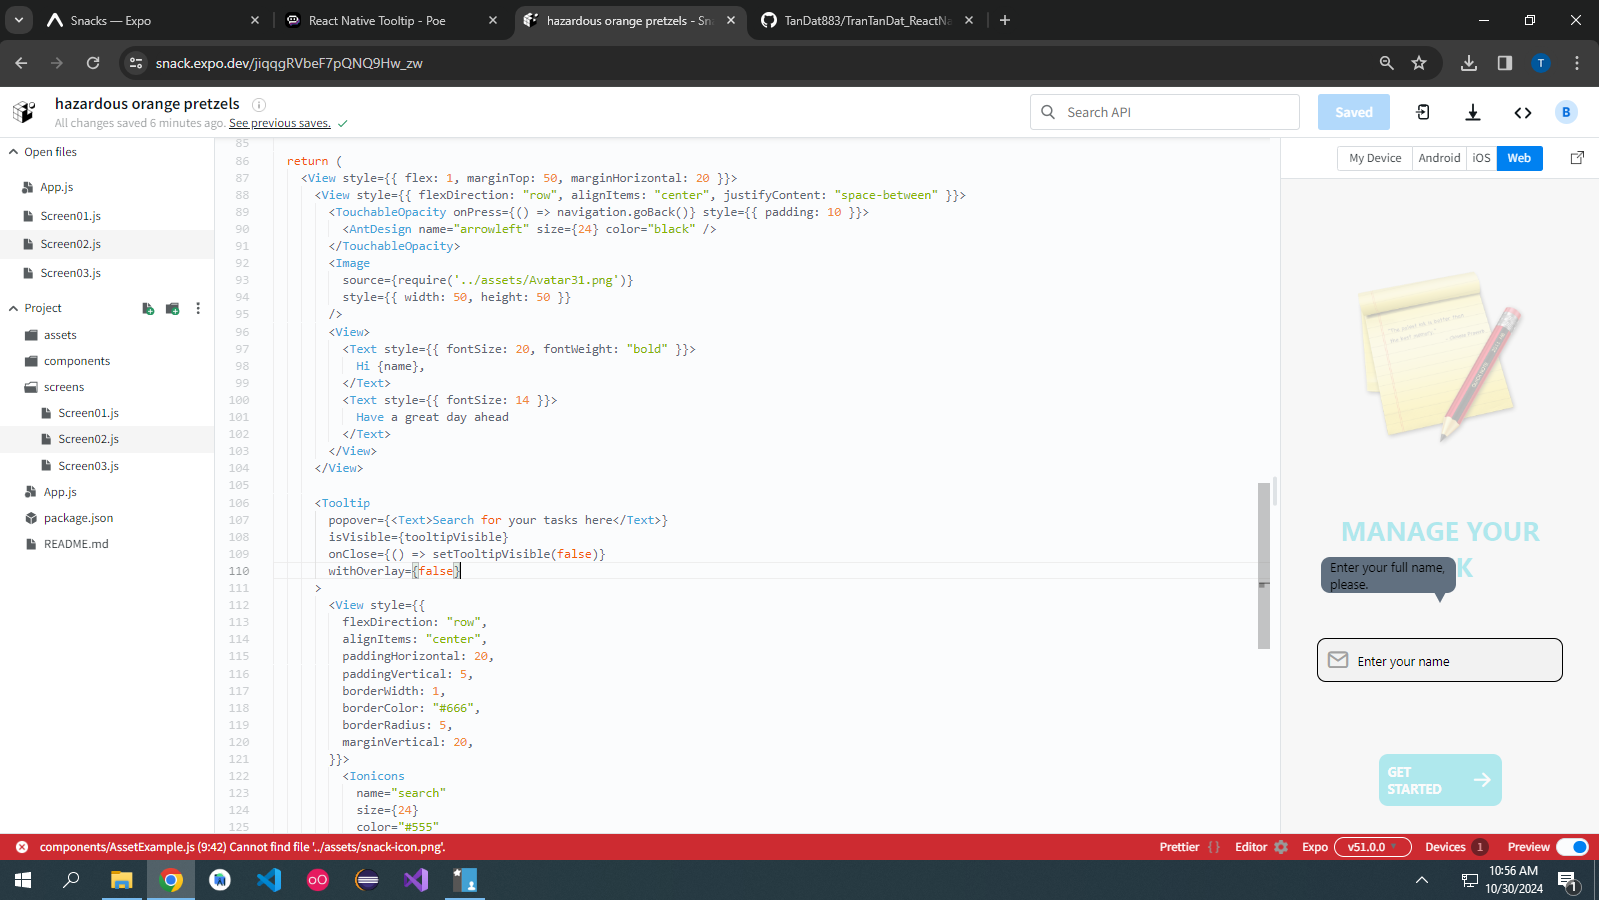 Snacks — Expo
React Native Tooltip - Poe
hazardous orange pretzels - Sn
TanDat883/TranTanDat_ReactNa
snack.expo.dev/jiqqgRVbeF7pQNQ9Hw_zw
T
hazardous orange pretzels
All changes saved 6 minutes ago. See previous saves.
Search API
Saved
B
Open files
App.js
Screen01.js
Screen02.js
Screen03.js
Project
assets
components
screens
Screen01.js
Screen02.js
Screen03.js
App.js
package.json
README.md
85
86 return (
87 <View style={{ flex: 1, marginTop: 50, marginHorizontal: 20 }}>
88 <View style={{ flexDirection: "row", alignItems: "center", justifyContent: "space-between" }}>
89 <TouchableOpacity onPress={() => navigation.goBack()} style={{ padding: 10 }}>
90 <AntDesign name="arrowleft" size={24} color="black" />
91 </TouchableOpacity>
92 <Image
93 source={require('../assets/Avatar31.png')}
94 style={{ width: 50, height: 50 }}
95 />
96 <View>
97 <Text style={{ fontSize: 20, fontWeight: "bold" }}>
98 Hi {name},
99 </Text>
100 <Text style={{ fontSize: 14 }}>
101 Have a great day ahead
102 </Text>
103 </View>
104 </View>
105
106 <Tooltip
107 popover={<Text>Search for your tasks here</Text>}
108 isVisible={tooltipVisible}
109 onClose={() => setTooltipVisible(false)}
110 withOverlay={false}
111 >
112 <View style={{
113 flexDirection: "row",
114 alignItems: "center",
115 paddingHorizontal: 20,
116 paddingVertical: 5,
117 borderWidth: 1,
118 borderColor: "#666",
119 borderRadius: 5,
120 marginVertical: 20,
121 }}>
122 <Ionicons
123 name="search"
124 size={24}
125 color="#555"
My Device
Android
iOS
Web
MANAGE YOUR
K
Enter your full name,
please.
Enter your name
GET
STARTED
components/AssetExample.js (9:42) Cannot find file '../assets/snack-icon.png'.
Prettier { }
Editor
Expo
v51.0.0
Devices
1
Preview
10:56 AM
10/30/2024
1